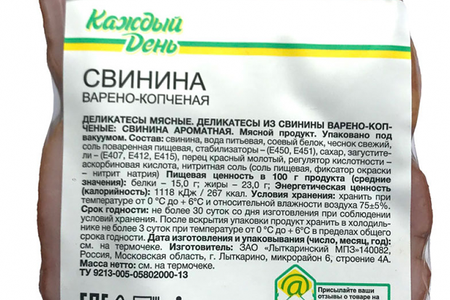 Каждый
День
СВИНИНА
ВАРЕНО-КОПЧЕНАЯ
ДЕЛИКАТЕСЫ МЯСНЫЕ. ДЕЛИКАТЕСЫ ИЗ СВИНИНЫ ВАРЕНО-КОП-
ЧЕНЫЕ: СВИНИНА АРОМАТНАЯ. Мясной продукт. Упаковано под
вакуумом. Состав: свинина, вода питьевая, соевый белок, чеснок свежий,
соль поваренная пищевая, стабилизаторы - (Е450, Е451), сахар, загустите-
ли - (Е407, Е412, Е415), перец красный молотый, регулятор кислотности –
аскорбиновая кислота, нитритная соль (соль пищевая, фиксатор окраски
– нитрит натрия) Пищевая ценность в 100 г продукта (средние
значения): белки – 15,0 г; жиры – 23,0 г; Энергетическая ценность
(калорийность): 1118 кДж / 267 ккал. Условия хранения: хранить при
температуре от 0 °С до + 6°С и относительной влажности воздуха 75±5%.
Срок годности: не более 30 суток со дня изготовления при соблюдении
условий хранения. После вскрытия упаковки продукт хранить в холодиль-
нике не более 3 суток при температуре от 0 °С до + 6°С в пределах общего
срока годности. Дата изготовления и упаковывания (число, месяц, год):
см. на термочеке. Изготовитель: ЗАО «Лыткаринский МПЗ»140082,
Россия, Московская область, г. Лыткарино, микрорайон 6, строение 4А.
Масса нетто: см. на термочеке.
ТУ 9213-005-05802000-13
Присылайте ваши
отзывы о товаре